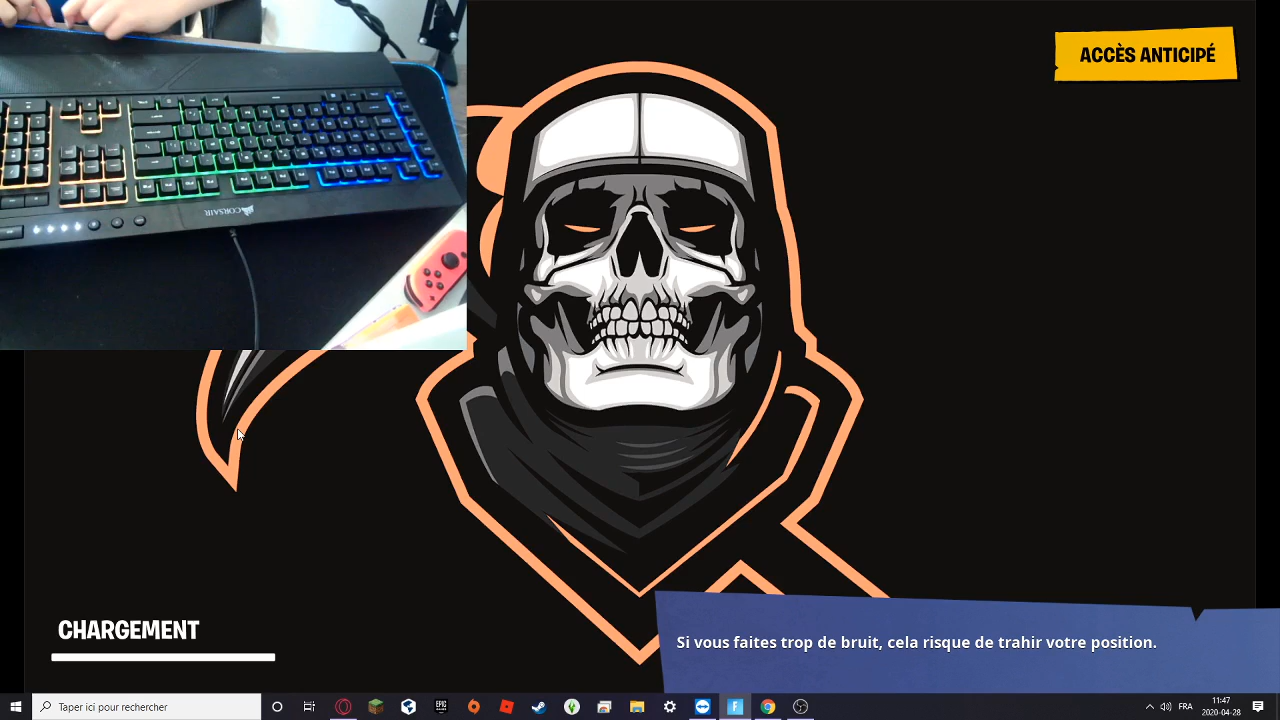 ACCÈS ANTICIPÉ
CORSAIR
CHARGEMENT
Si vous faites trop de bruit, cela risque de trahir votre position.
Taper ici pour rechercher
EPIC
FRA
11:47
2020-04-28